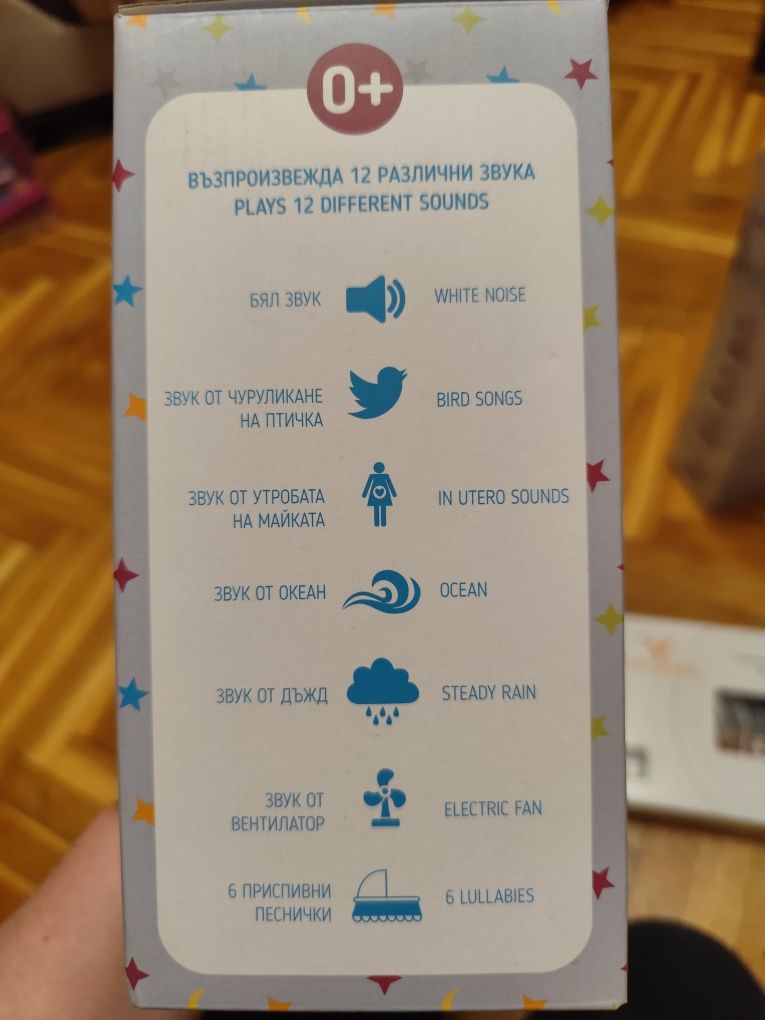 0+
ВЪЗПРОИЗВЕЖДА 12 РАЗЛИЧНИ ЗВУКА
PLAYS 12 DIFFERENT SOUNDS
БЯЛ ЗВУК
WHITE NOISE
ЗВУК ОТ ЧУРУЛИКАНЕ
НА ПТИЧКА
BIRD SONGS
ЗВУК ОТ УТРОБАТА
НА МАЙКАТА
IN UTERO SOUNDS
ЗВУК ОТ ОКЕАН
OCEAN
ЗВУК ОТ ДЪЖД
STEADY RAIN
ЗВУК ОТ
ВЕНТИЛАТОР
ELECTRIC FAN
6 ПРИСПИВНИ
ПЕСНИЧКИ
6 LULLABIES